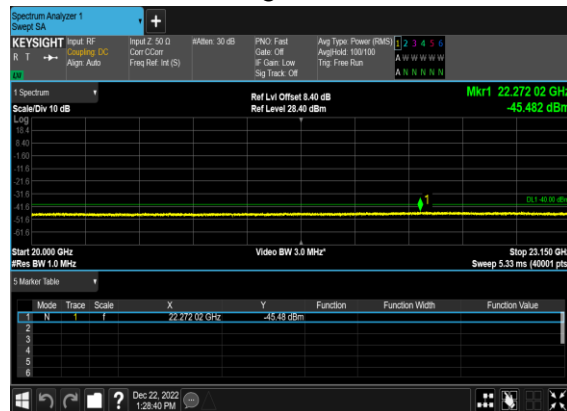 Spectrum Analyzer 1
Swept SA
+
KEYSIGHT Input: RF Input Z: 50 Ω #Atten: 30 dB PNO: Fast Avg Type: Power (RMS) 1 2 3 4 5 6
R T Coupling: DC Corr CCorr Gate: Off Avg|Hold: 100/100 A W W W W W
Align: Auto Freq Ref: Int (S) IF Gain: Low Trig: Free Run
Sig Track: Off A N N N N N
1 Spectrum Ref Lvl Offset 8.40 dB Mkr1 22.272 02 GHz
Scale/Div 10 dB Ref Level 28.40 dBm -45.482 dBm
Log
18.4
8.40
-1.60
-11.6
-21.6
-31.6
1
DL1 -40.00 dBm
-41.6
-51.6
-61.6
Start 20.000 GHz Video BW 3.0 MHz* Stop 23.150 GHz
#Res BW 1.0 MHz Sweep 5.33 ms (40001 pts
5 Marker Table
Mode Trace Scale X Y Function Function Width Function Value
1 N 1 f 22.272 02 GHz -45.48 dBm
2
3
4
5
6
? Dec 22, 2022
1:28:40 PM